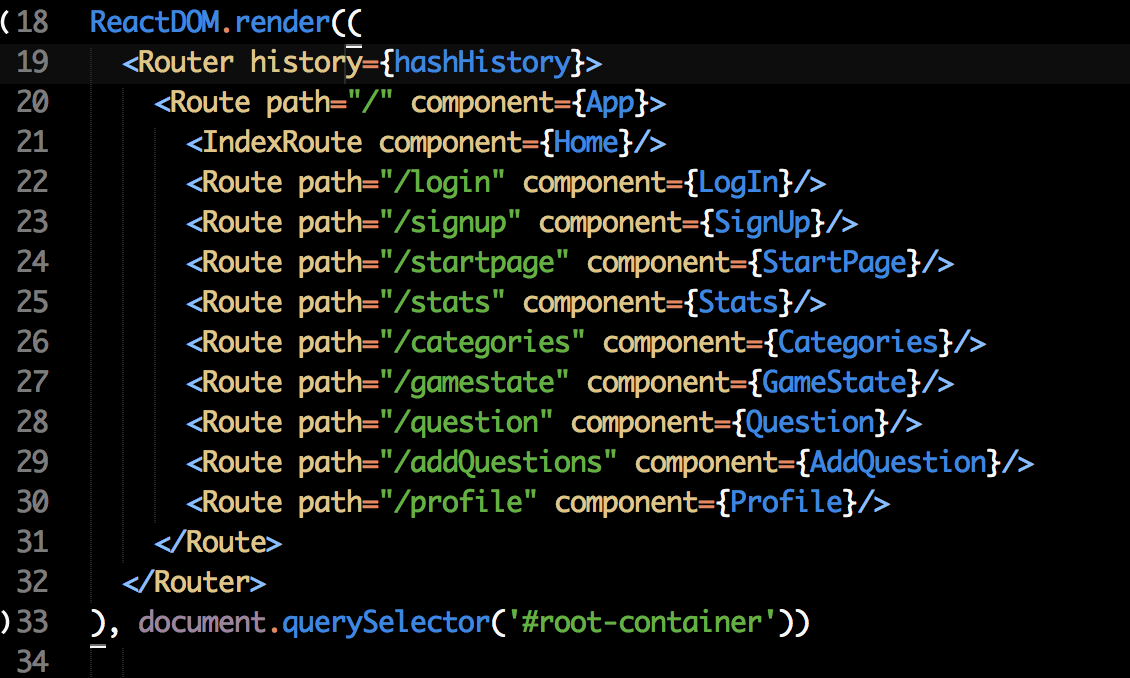 (18 ReactDOM.render((
19 <Router history={hashHistory}>
20 <Route path="/" component={App}>
21 <IndexRoute component={Home}/>
22 <Route path="/login" component={LogIn}/>
23 <Route path="/signup" component={SignUp}/>
24 <Route path="/startpage" component={StartPage}/>
25 <Route path="/stats" component={Stats}/>
26 <Route path="/categories" component={Categories}/>
27 <Route path="/gamestate" component={GameState}/>
28 <Route path="/question" component={Question}/>
29 <Route path="/addQuestions" component={AddQuestion}/>
30 <Route path="/profile" component={Profile}/>
31 </Route>
32 </Router>
)33 ), document.querySelector('#root-container'))
34